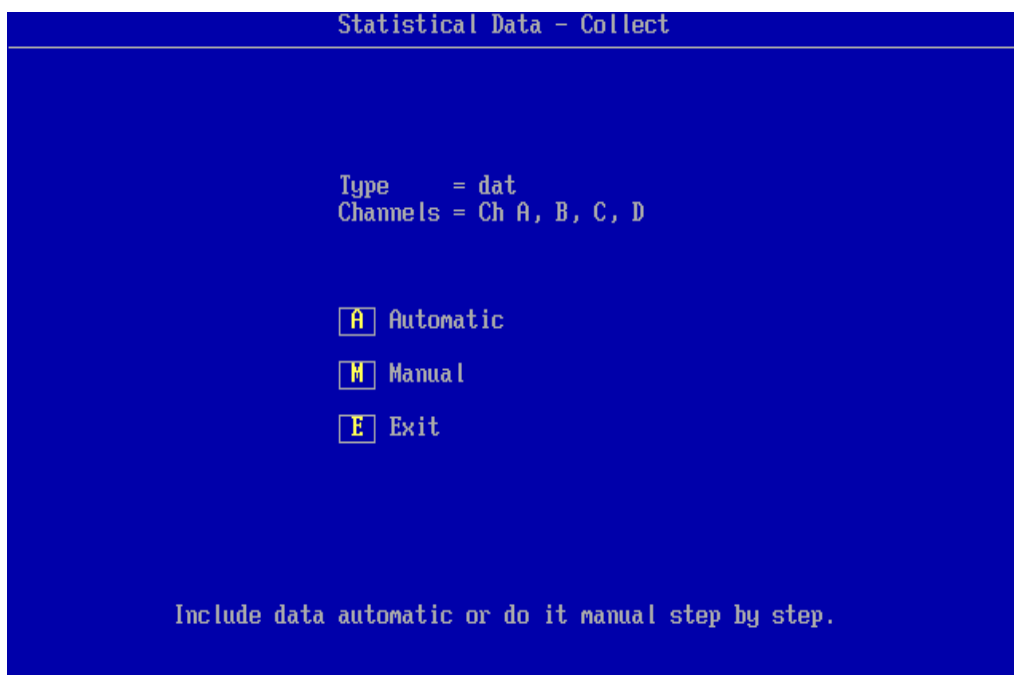 Statistical Data - Collect
Type = dat
Channels = Ch A, B, C, D
A Automatic
M Manual
E Exit
Include data automatic or do it manual step by step.